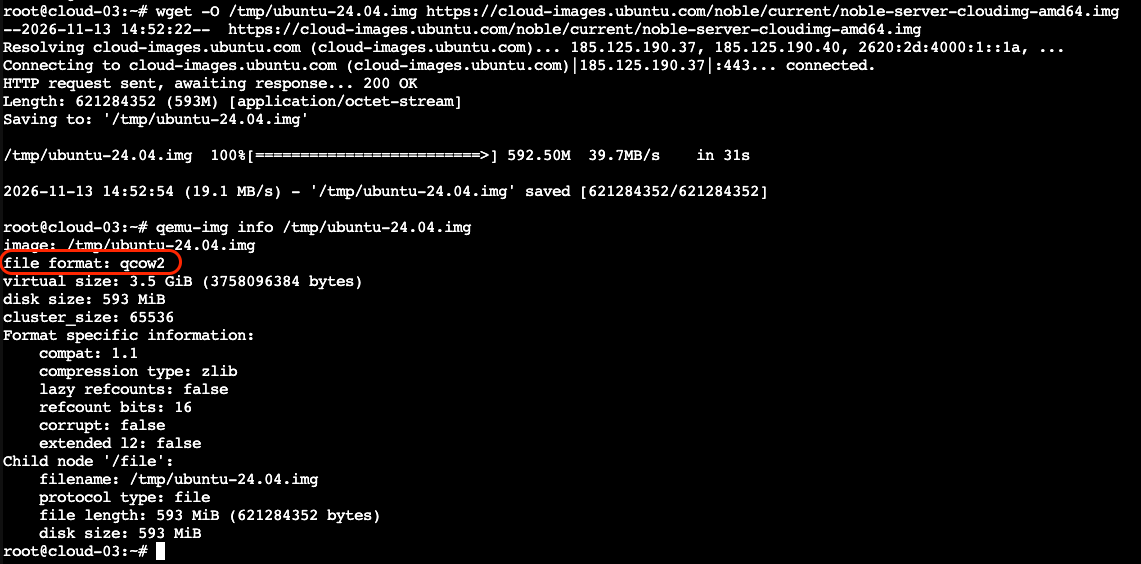 root@cloud-03:~# wget -O /tmp/ubuntu-24.04.img https://cloud-images.ubuntu.com/noble/current/noble-server-cloudimg-amd64.img
--2026-11-13 14:52:22--  https://cloud-images.ubuntu.com/noble/current/noble-server-cloudimg-amd64.img
Resolving cloud-images.ubuntu.com (cloud-images.ubuntu.com)... 185.125.190.37, 185.125.190.40, 2620:2d:4000:1::1a, ...
Connecting to cloud-images.ubuntu.com (cloud-images.ubuntu.com)|185.125.190.37|:443... connected.
HTTP request sent, awaiting response... 200 OK
Length: 621284352 (593M) [application/octet-stream]
Saving to: '/tmp/ubuntu-24.04.img'

/tmp/ubuntu-24.04.img  100%[=========================>] 592.50M  39.7MB/s    in 31s

2026-11-13 14:52:54 (19.1 MB/s) - '/tmp/ubuntu-24.04.img' saved [621284352/621284352]

root@cloud-03:~# qemu-img info /tmp/ubuntu-24.04.img
image: /tmp/ubuntu-24.04.img
file format: qcow2
virtual size: 3.5 GiB (3758096384 bytes)
disk size: 593 MiB
cluster_size: 65536
Format specific information:
    compat: 1.1
    compression type: zlib
    lazy refcounts: false
    refcount bits: 16
    corrupt: false
    extended l2: false
Child node '/file':
    filename: /tmp/ubuntu-24.04.img
    protocol type: file
    file length: 593 MiB (621284352 bytes)
    disk size: 593 MiB
root@cloud-03:~#